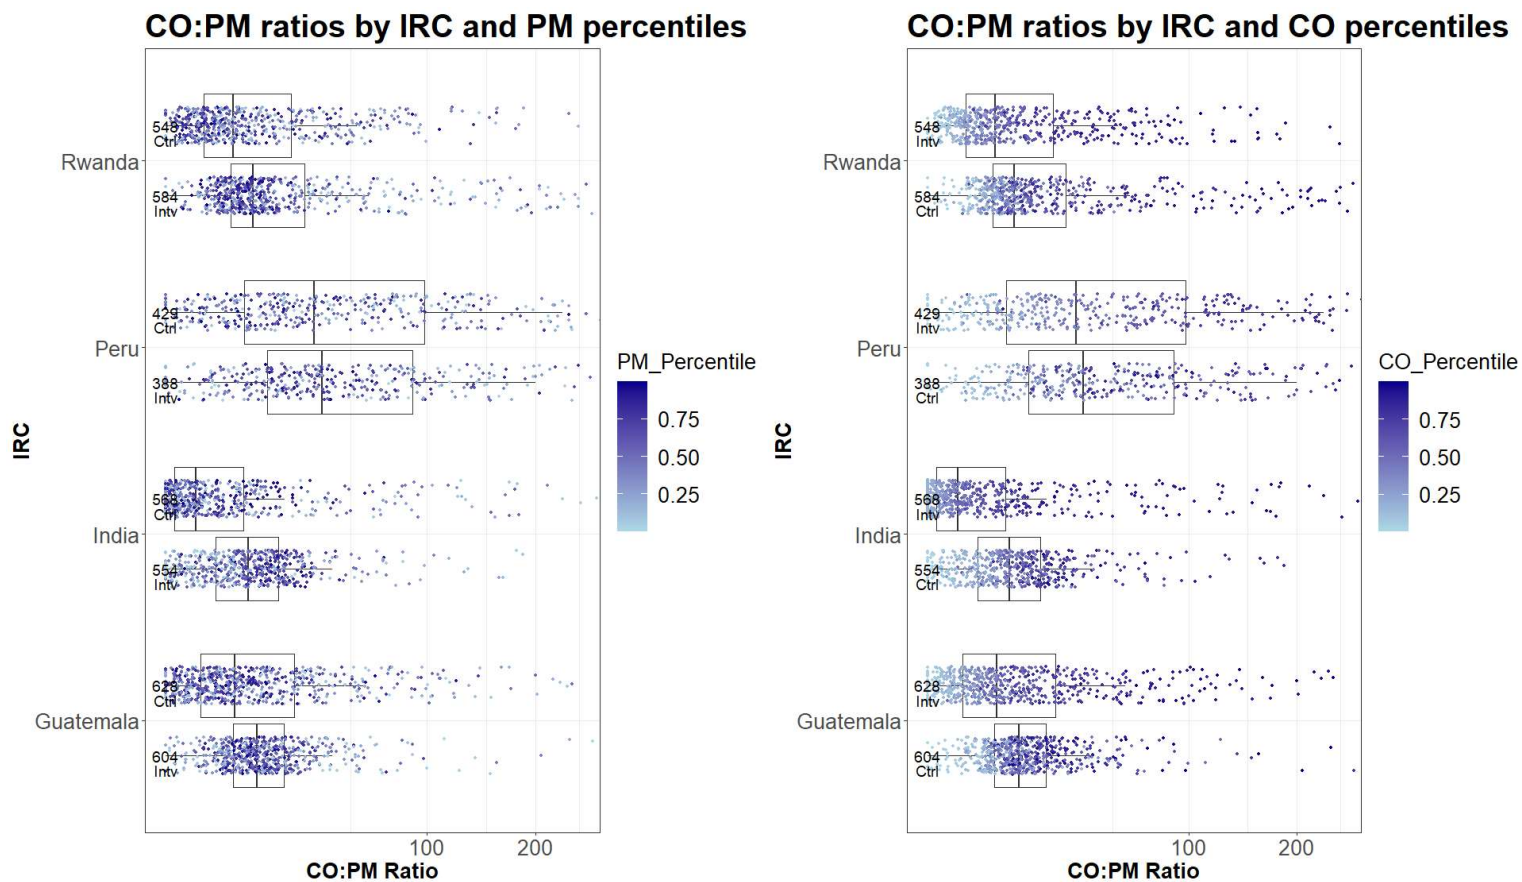 CO:PM ratios by IRC and PM percentiles
IRC
Rwanda
Peru
India
Guatemala
548
Ctrl
584
Intv
429
Ctrl
388
Intv
568
Ctrl
554
Intv
628
Ctrl
604
Intv
100 200
CO:PM Ratio
PM_Percentile
0.75
0.50
0.25
CO:PM ratios by IRC and CO percentiles
IRC
Rwanda
Peru
India
Guatemala
548
Intv
584
Ctrl
429
Intv
388
Ctrl
568
Intv
554
Ctrl
628
Intv
604
Ctrl
100 200
CO:PM Ratio
CO_Percentile
0.75
0.50
0.25